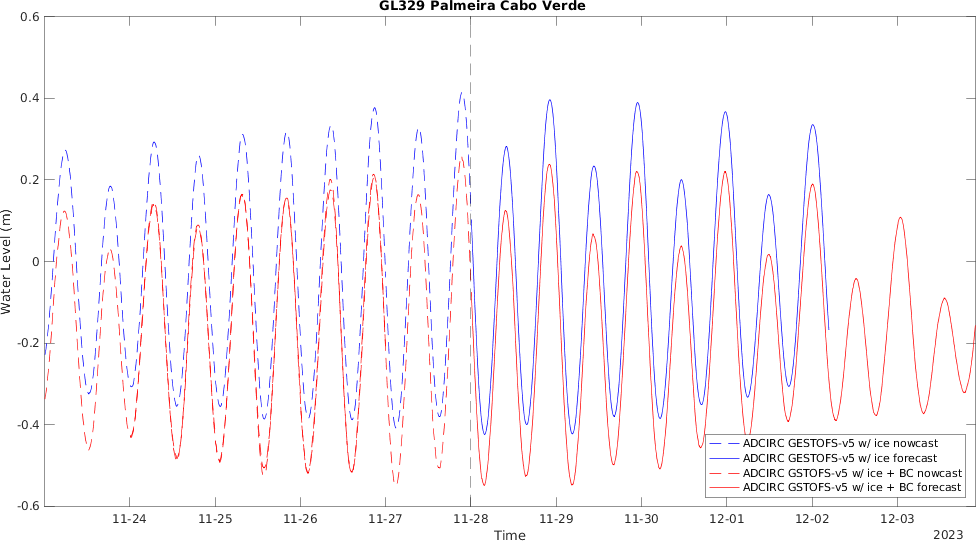 GL329 Palmeira Cabo Verde
0.6
0.4
0.2
0
-0.2
-0.4
-0.6
Water Level (m)
ADCIRC GESTOFS-v5 w/ ice nowcast
ADCIRC GESTOFS-v5 w/ ice forecast
ADCIRC GSTOFS-v5 w/ ice + BC nowcast
ADCIRC GSTOFS-v5 w/ ice + BC forecast
11-24 11-25 11-26 11-27 11-28 11-29 11-30 12-01 12-02 12-03
Time
2023